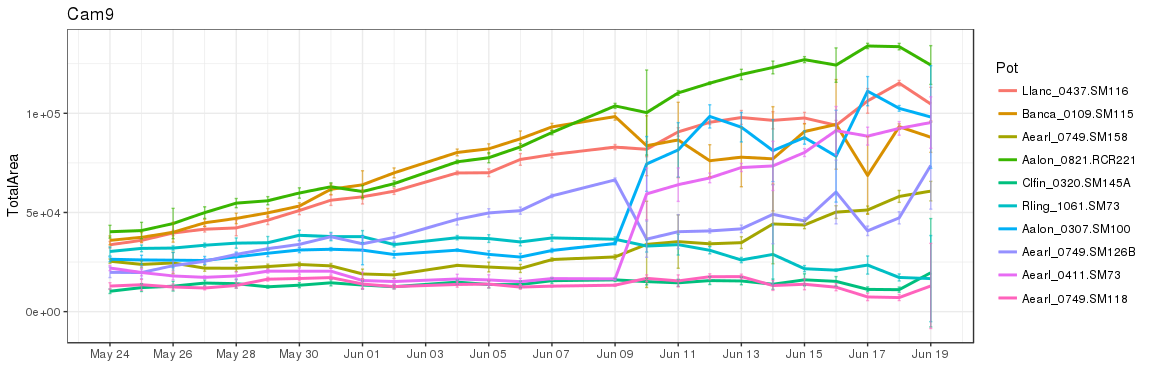 Cam9
TotalArea
1e+05
5e+04
0e+00
May 24 May 26 May 28 May 30 Jun 01 Jun 03 Jun 05 Jun 07 Jun 09 Jun 11 Jun 13 Jun 15 Jun 17 Jun 19
Pot
Llanc_0437.SM116
Banca_0109.SM115
Aearl_0749.SM158
Aalon_0821.RCR221
Clfin_0320.SM145A
Rling_1061.SM73
Aalon_0307.SM100
Aearl_0749.SM126B
Aearl_0411.SM73
Aearl_0749.SM118